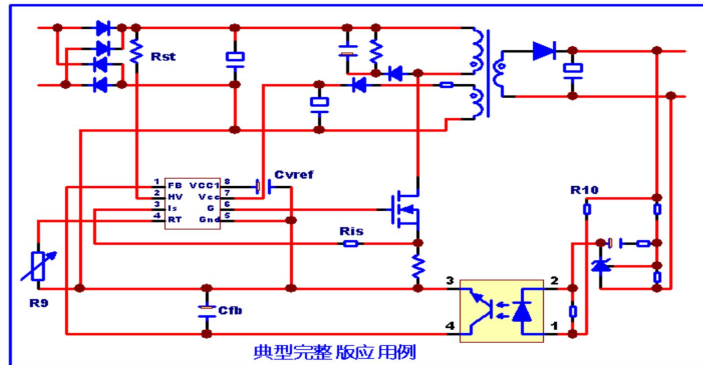 Rst
1 FB VCC1 8 Cvref
2 HV Vcc 7
3 Is G 6
4 RT Gnd 5
R10
Ris
R9
3 2
4 1
Cfb
典型完整版应用例